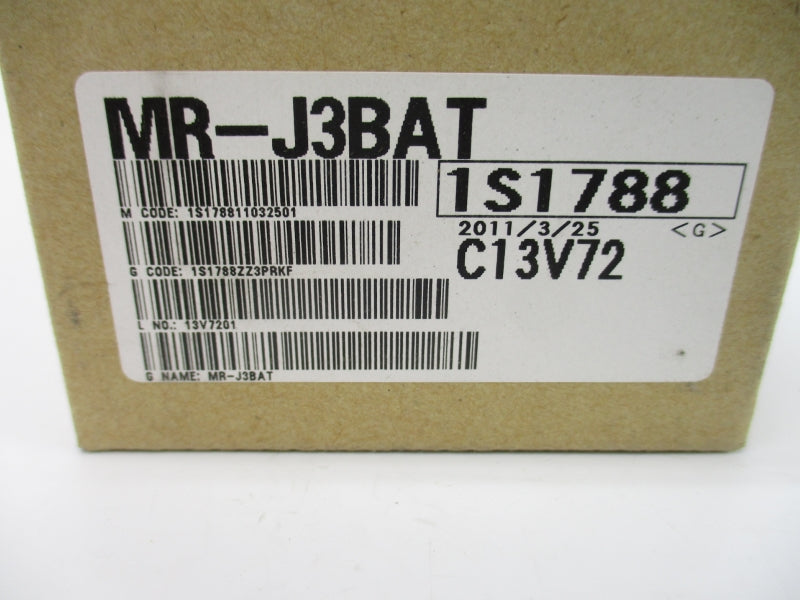 MR-J3BAT
1S1788
M CODE: 1S178811032501
2011/3/25 <G>
C13V72
G CODE: 1S1788ZZ3PRKF
L NO.: 13V7201
G NAME: MR-J3BAT